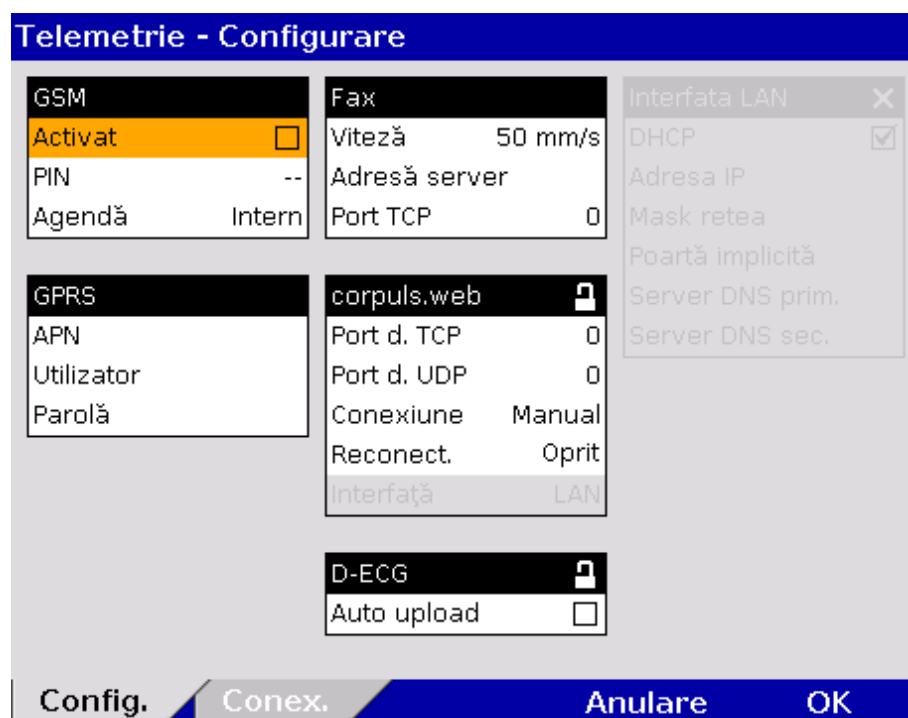 Telemetrie - Configurare
GSM
Activat
PIN --
Agendă Intern
GPRS
APN
Utilizator
Parolă
Fax
Viteză 50 mm/s
Adresă server
Port TCP 0
corpuls.web
Port d. TCP 0
Port d. UDP 0
Conexiune Manual
Reconect. Oprit
Interfaţă LAN
D-ECG
Auto upload
Interfata LAN
DHCP
Adresa IP
Mask retea
Poartă implicită
Server DNS prim.
Server DNS sec.
Config. Conex. Anulare OK